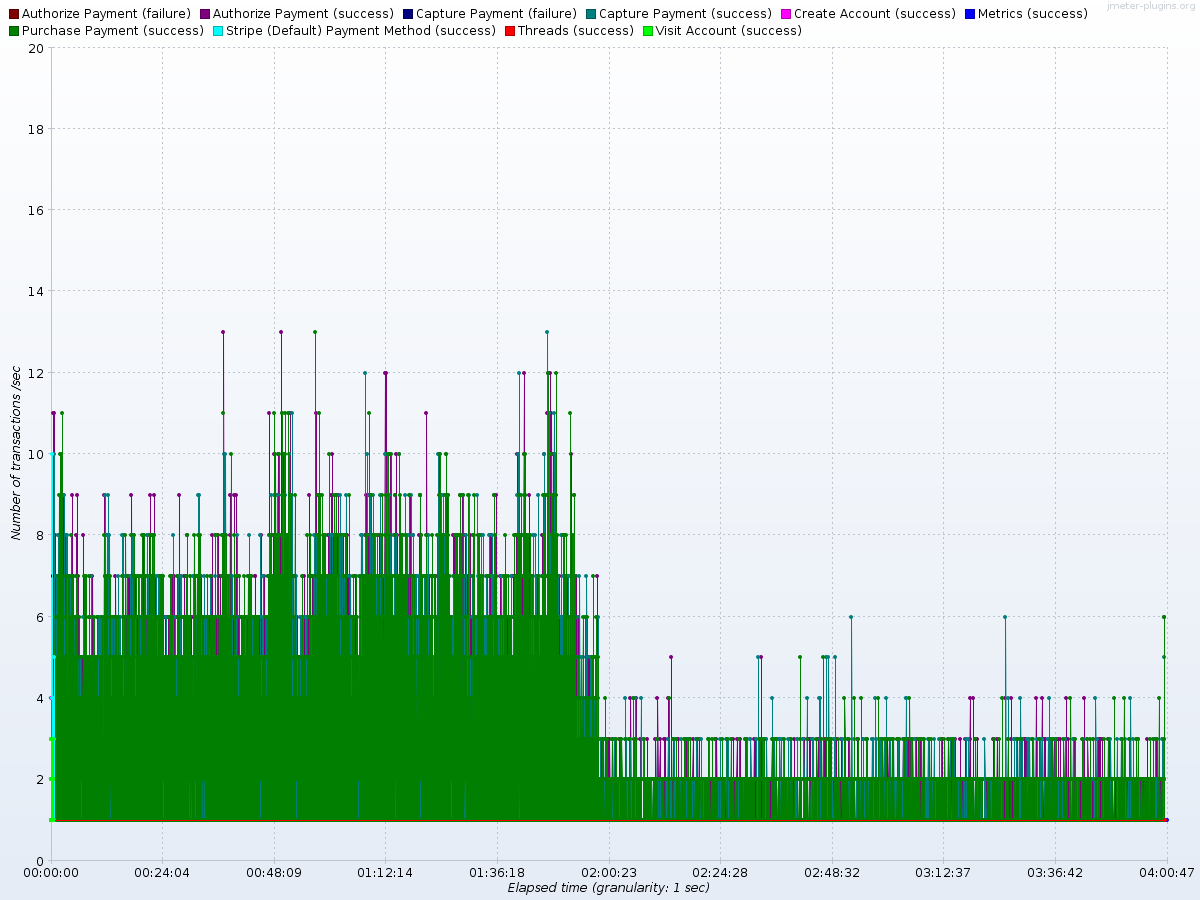 jmeter-plugins.org
Authorize Payment (failure) Authorize Payment (success) Capture Payment (failure) Capture Payment (success) Create Account (success) Metrics (success)
Purchase Payment (success) Stripe (Default) Payment Method (success) Threads (success) Visit Account (success)
20
18
16
14
12
10
8
6
4
2
0
Number of transactions /sec
00:00:00 00:24:04 00:48:09 01:12:14 01:36:18 02:00:23 02:24:28 02:48:32 03:12:37 03:36:42 04:00:47
Elapsed time (granularity: 1 sec)